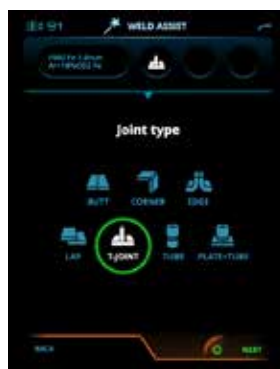 WELD ASSIST
Joint type
BUTT CORNER EDGE
LAP T-JOINT TUBE PLATE+TUBE
BACK NEXT